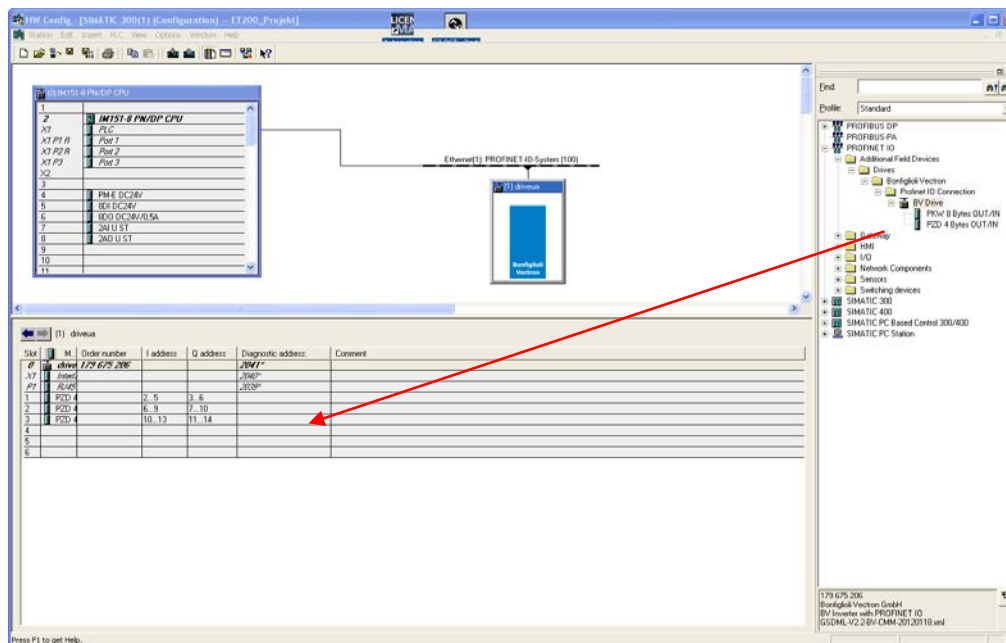 HW Config - [SIMATIC 300(1) (Configuration) -- ET200_Projekt]
LICEN
Station Edit Insert PLC View Options Window Help
(0) IM151-8 PN/DP CPU
1
2 IM151-8 PN/DP CPU
X1 PLC
X1 P1 R Port 1
X1 P2 R Port 2
X1 P3 Port 3
X2
3
4 PM-E DC24V
5 8DI DC24V
6 8DO DC24V/0,5A
7 2AI U ST
8 2AO U ST
9
10
11
Ethernet(1): PROFINET-IO-System (100)
(1) driveua
Bonfiglioli
Vectron
Find:
Profile: Standard
PROFIBUS DP
PROFIBUS-PA
PROFINET IO
Additional Field Devices
Drives
Bonfiglioli Vectron
Profinet IO Connection
BV Drive
PKW 8 Bytes OUT/IN
PZD 4 Bytes OUT/IN
Gateway
HMI
I/O
Network Components
Sensors
Switching devices
SIMATIC 300
SIMATIC 400
SIMATIC PC Based Control 300/400
SIMATIC PC Station
(1) driveua
Slot M... Order number I address Q address Diagnostic address: Comment
0 drive 179 675 206 2041*
X1 Interf 2040*
P1 RJ45 2039*
1 PZD 4 2...5 3...6
2 PZD 4 6...9 7...10
3 PZD 4 10...13 11...14
4
5
6
179 675 206
Bonfiglioli Vectron GmbH
BV Inverter with PROFINET IO
GSDML-V2.2-BV-CMM-20120118.xml
Press F1 to get Help.